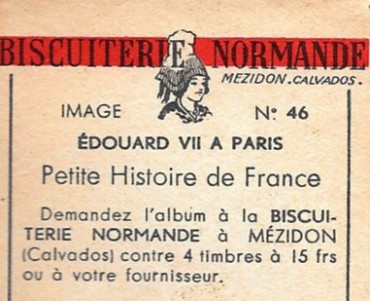 BISCUITERIE NORMANDE
MEZIDON.CALVADOS.
IMAGE N° 46
ÉDOUARD VII A PARIS
Petite Histoire de France
Demandez l'album à la BISCUI-
TERIE NORMANDE à MÉZIDON
(Calvados) contre 4 timbres à 15 frs
ou à votre fournisseur.